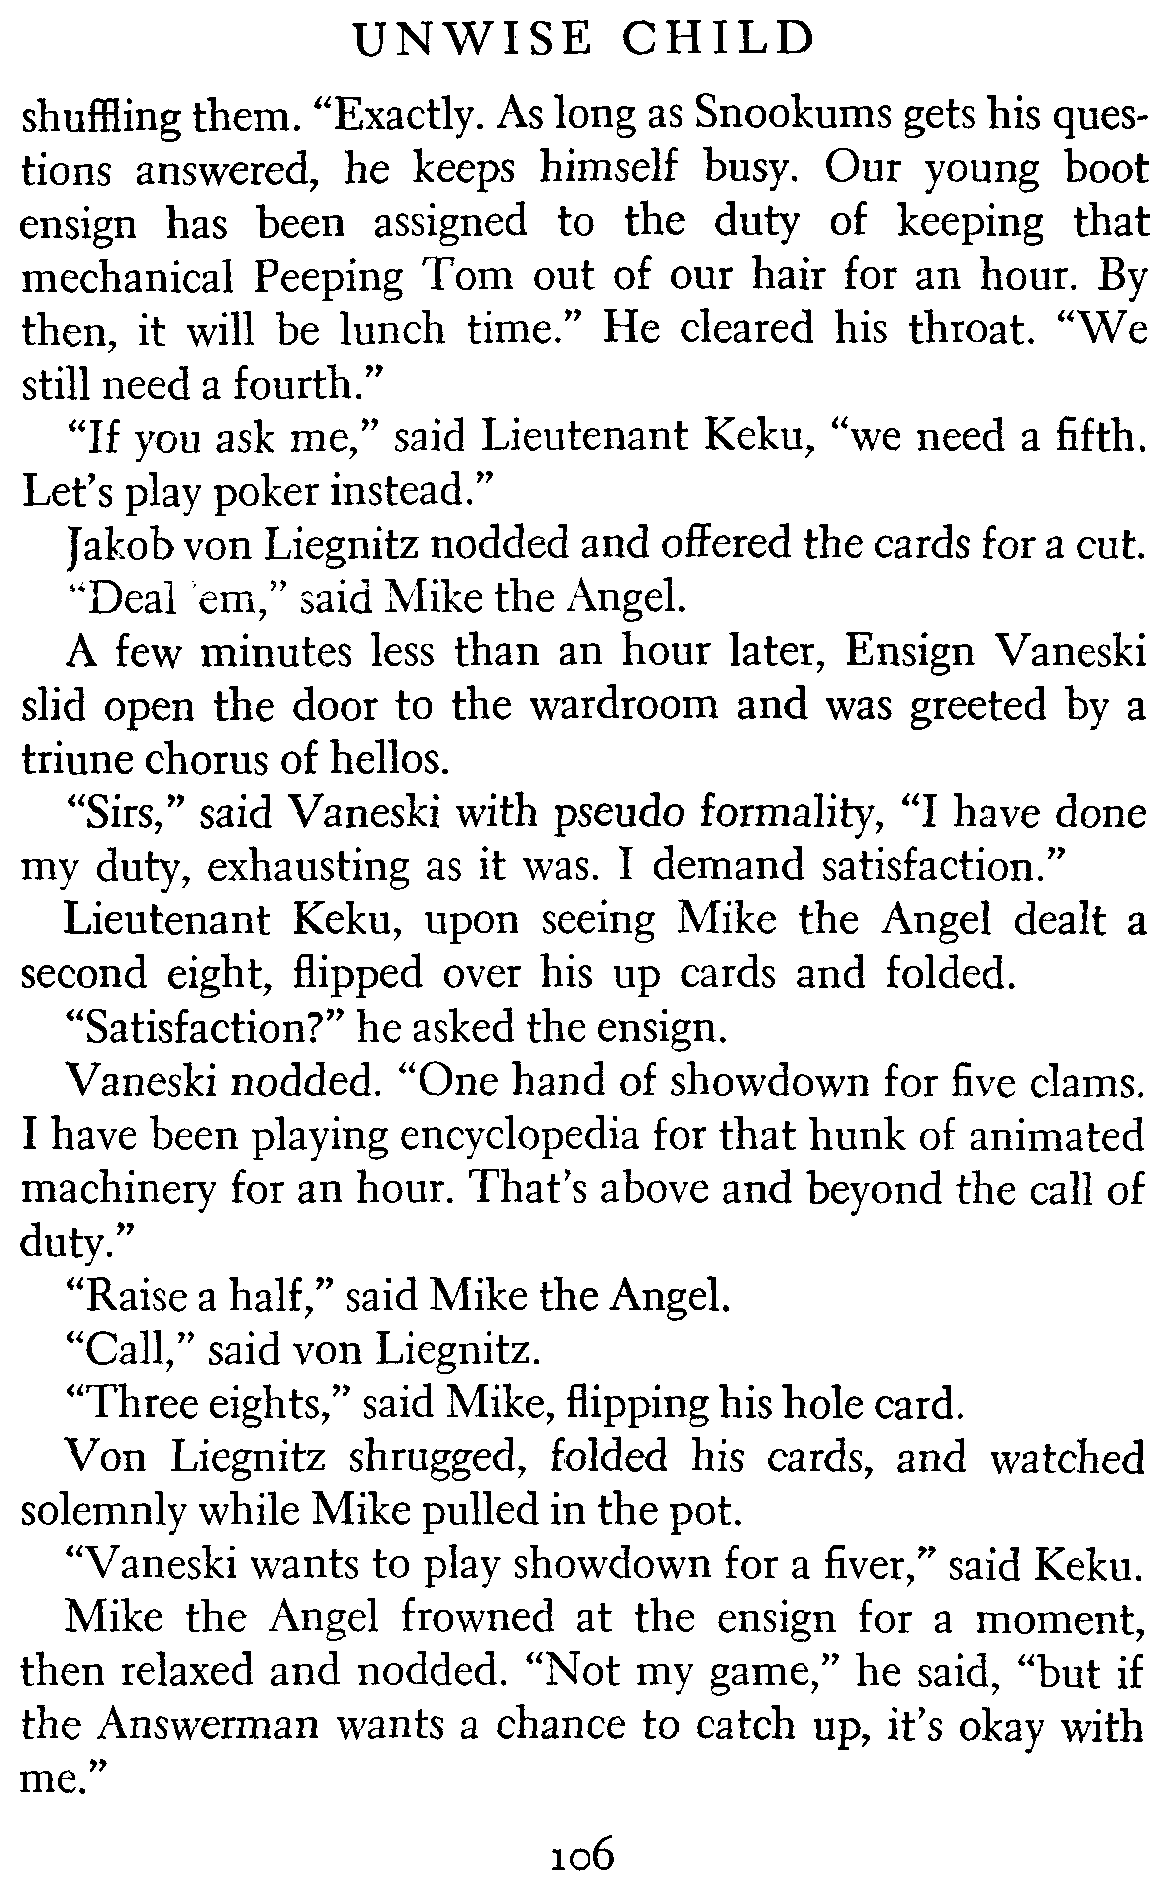 UNWISE CHILD
shuffling them. “Exactly. As long as Snookums gets his ques-
tions answered, he keeps himself busy. Our young boot
ensign has been assigned to the duty of keeping that
mechanical Peeping Tom out of our hair for an hour. By
then, it will be lunch time.” He cleared his throat. “We
still need a fourth.”
“If you ask me,” said Lieutenant Keku, “we need a fifth.
Let’s play poker instead.”
Jakob von Liegnitz nodded and offered the cards for a cut.
“Deal ’em,” said Mike the Angel.
A few minutes less than an hour later, Ensign Vaneski
slid open the door to the wardroom and was greeted by a
triune chorus of hellos.
“Sirs,” said Vaneski with pseudo formality, “I have done
my duty, exhausting as it was. I demand satisfaction.”
Lieutenant Keku, upon seeing Mike the Angel dealt a
second eight, flipped over his up cards and folded.
“Satisfaction?” he asked the ensign.
Vaneski nodded. “One hand of showdown for five clams.
I have been playing encyclopedia for that hunk of animated
machinery for an hour. That’s above and beyond the call of
duty.”
“Raise a half,” said Mike the Angel.
“Call,” said von Liegnitz.
“Three eights,” said Mike, flipping his hole card.
Von Liegnitz shrugged, folded his cards, and watched
solemnly while Mike pulled in the pot.
“Vaneski wants to play showdown for a fiver,” said Keku.
Mike the Angel frowned at the ensign for a moment,
then relaxed and nodded. “Not my game,” he said, “but if
the Answerman wants a chance to catch up, it’s okay with
me.”
106